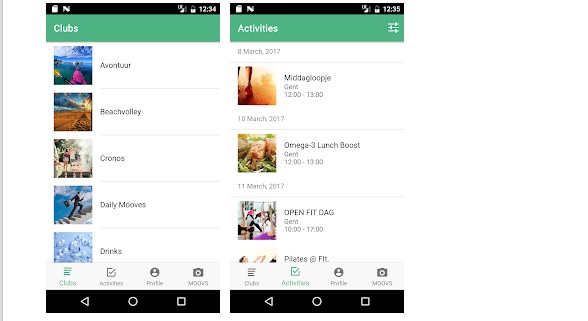 12:34
Clubs
Avontuur
Beachvolley
Cronos
Daily Mooves
Drinks
Clubs
Activities
Profile
MOOVS
12:35
Activities
8 March, 2017
Middagloopje
Gent
12:00 - 13:00
10 March, 2017
Omega-3 Lunch Boost
Gent
12:00 - 13:00
11 March, 2017
OPEN FIT DAG
Gent
10:00 - 17:00
Pilates @ Fit.
Clubs
Activities
Profile
MOOVS